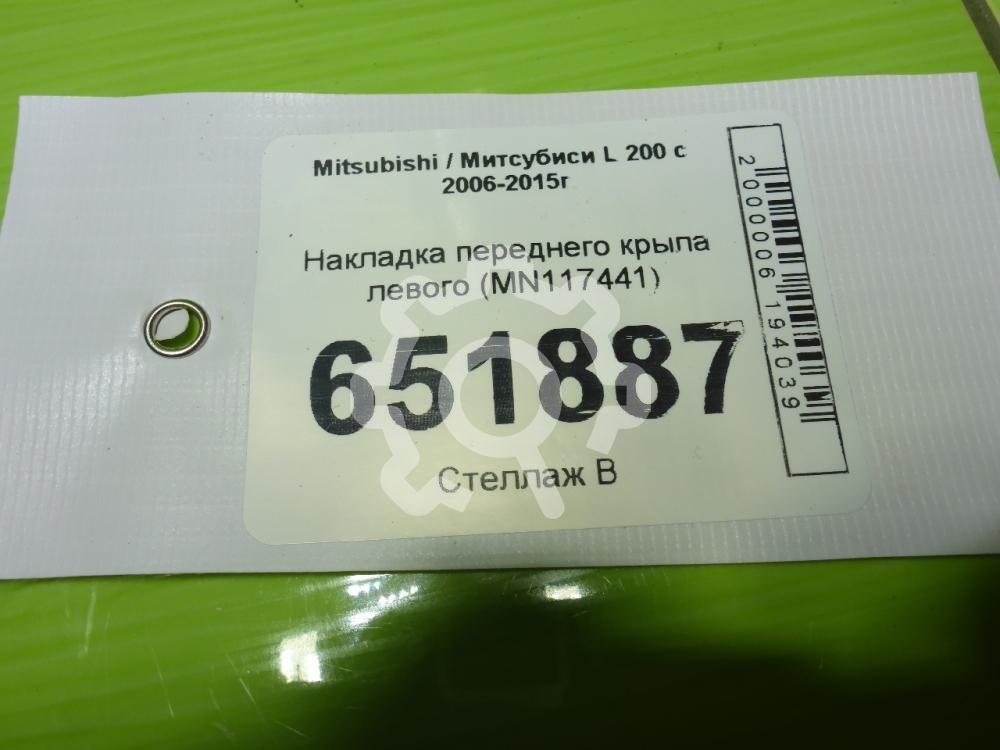 Mitsubishi / Митсубиси L 200 с
2006-2015г
Накладка переднего крыла
левого (MN117441)
651887
Стеллаж В
2000006194039